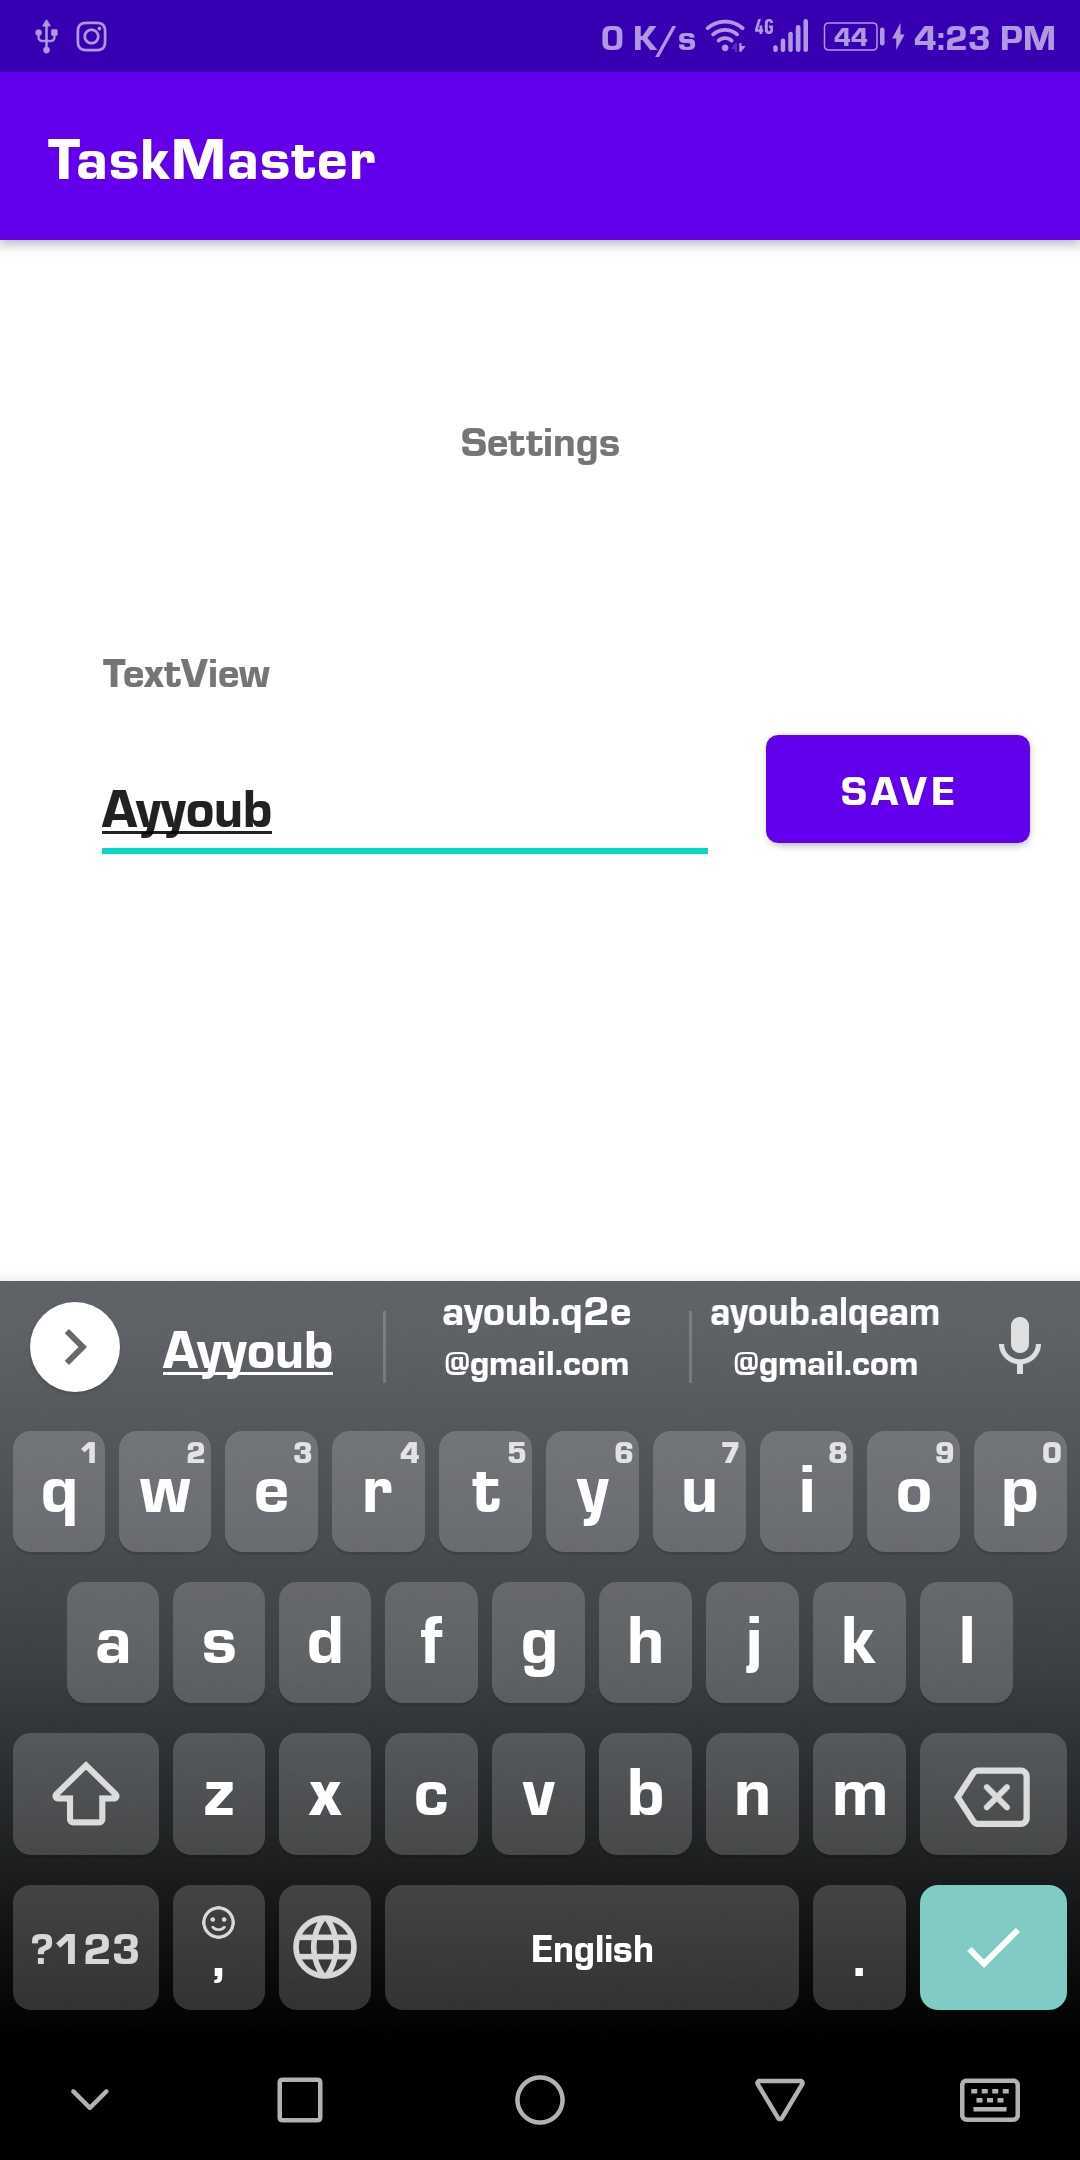 0 K/s 4G 44 4:23 PM
TaskMaster
Settings
TextView
Ayyoub
SAVE
Ayyoub ayoub.q2e@gmail.com ayoub.alqeam@gmail.com
1 2 3 4 5 6 7 8 9 0
q w e r t y u i o p
a s d f g h j k l
z x c v b n m
?123 , English .